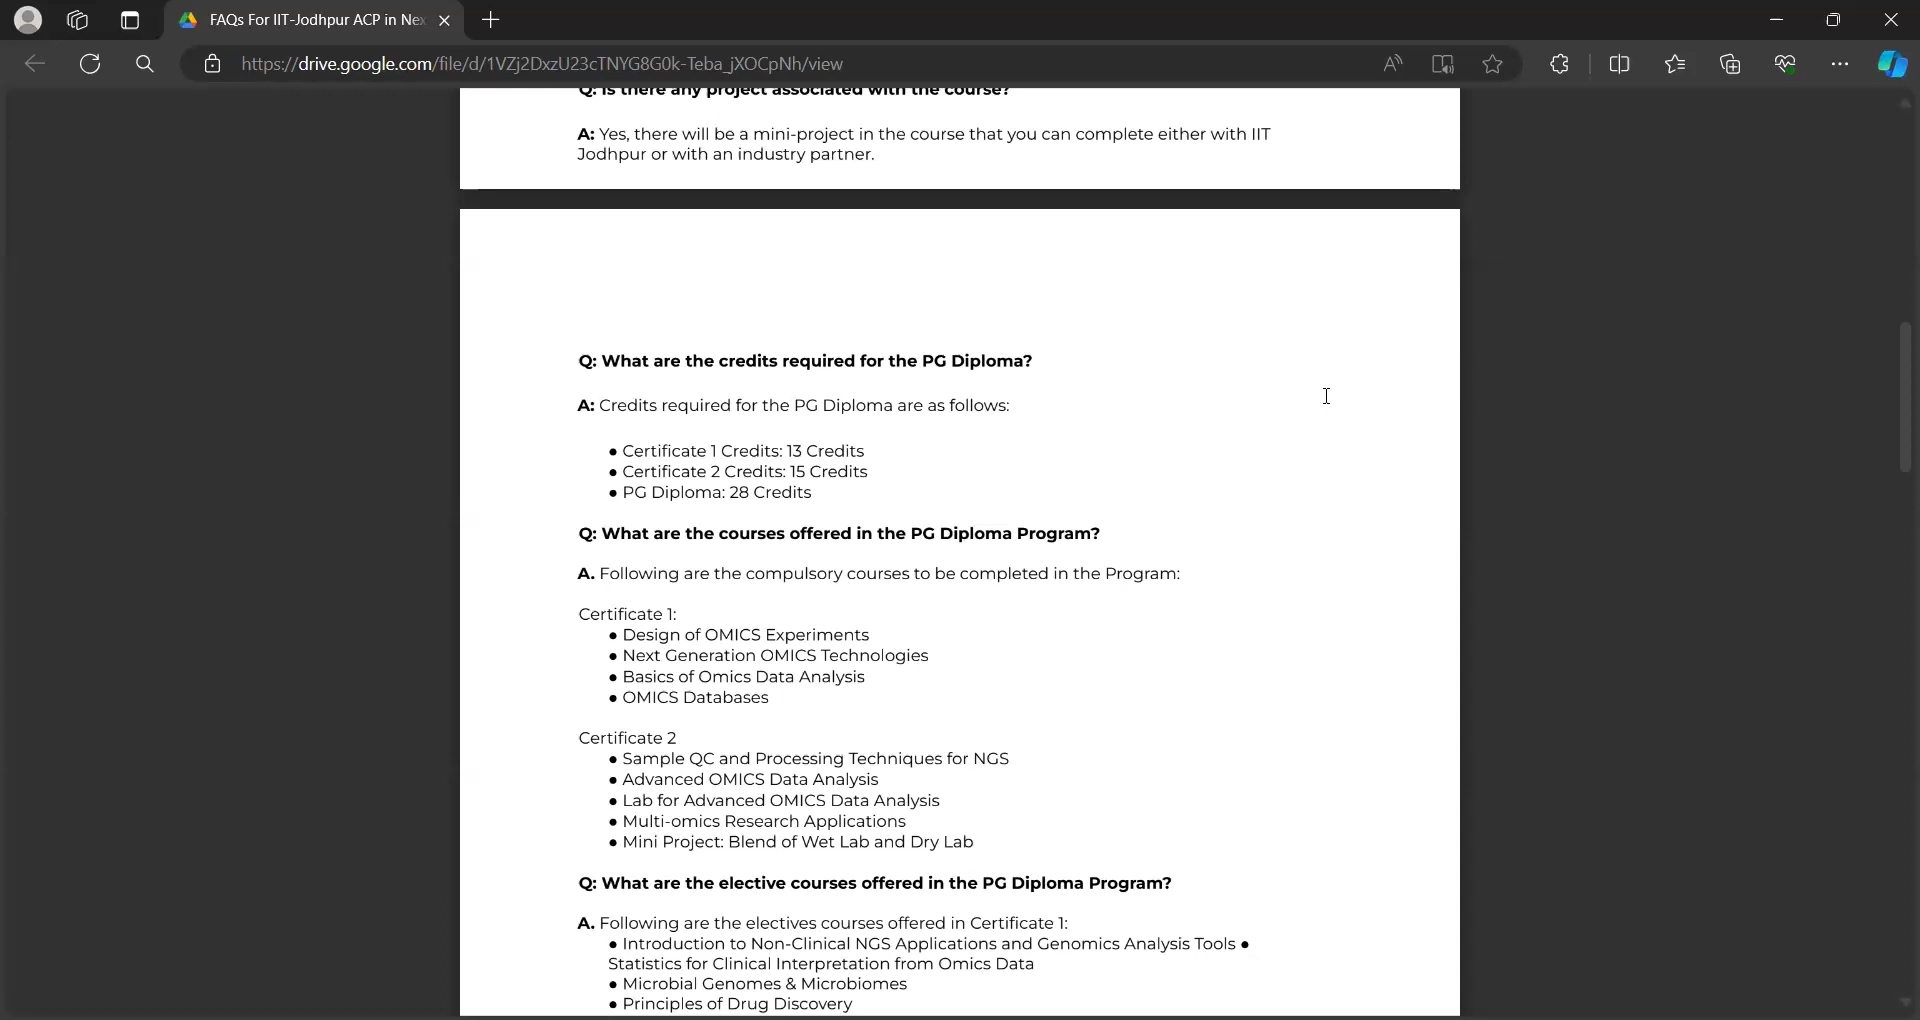 FAQs For IIT-Jodhpur ACP in Nex
https://drive.google.com/file/d/1VZj2DxzU23cTNYG8G0k-Teba_jXOCpNh/view
Q: Is there any project associated with the course?
A: Yes, there will be a mini-project in the course that you can complete either with IIT
Jodhpur or with an industry partner.
Q: What are the credits required for the PG Diploma?
A: Credits required for the PG Diploma are as follows:
● Certificate 1 Credits: 13 Credits
● Certificate 2 Credits: 15 Credits
● PG Diploma: 28 Credits
Q: What are the courses offered in the PG Diploma Program?
A. Following are the compulsory courses to be completed in the Program:
Certificate 1:
● Design of OMICS Experiments
● Next Generation OMICS Technologies
● Basics of Omics Data Analysis
● OMICS Databases
Certificate 2
● Sample QC and Processing Techniques for NGS
● Advanced OMICS Data Analysis
● Lab for Advanced OMICS Data Analysis
● Multi-omics Research Applications
● Mini Project: Blend of Wet Lab and Dry Lab
Q: What are the elective courses offered in the PG Diploma Program?
A. Following are the electives courses offered in Certificate 1:
● Introduction to Non-Clinical NGS Applications and Genomics Analysis Tools ●
Statistics for Clinical Interpretation from Omics Data
● Microbial Genomes & Microbiomes
● Principles of Drug Discovery